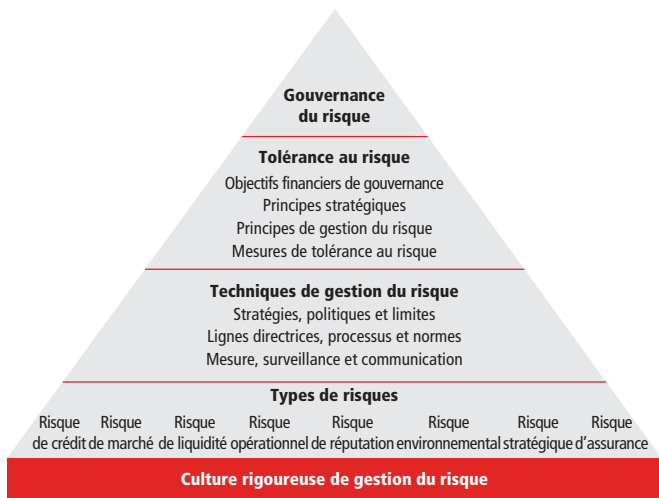 Gouvernance
du risque
Tolérance au risque
Objectifs financiers de gouvernance
Principes stratégiques
Principes de gestion du risque
Mesures de tolérance au risque
Techniques de gestion du risque
Stratégies, politiques et limites
Lignes directrices, processus et normes
Mesure, surveillance et communication
Types de risques
Risque Risque Risque Risque Risque Risque Risque Risque
de crédit de marché de liquidité opérationnel de réputation environnemental stratégique d'assurance
Culture rigoureuse de gestion du risque